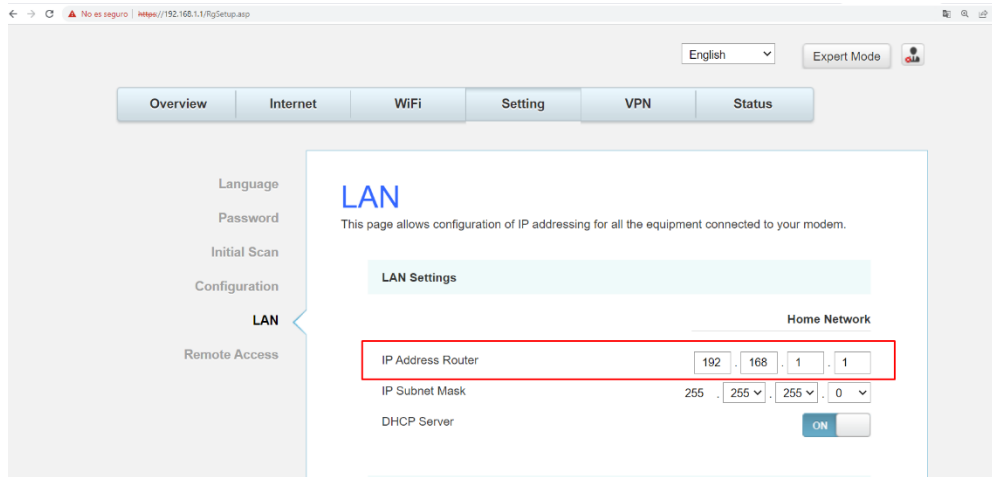 No es seguro | https://192.168.1.1/RgSetup.asp
English Expert Mode
Overview Internet WiFi Setting VPN Status
Language
Password
Initial Scan
Configuration
LAN
Remote Access
LAN
This page allows configuration of IP addressing for all the equipment connected to your modem.
LAN Settings
Home Network
IP Address Router 192 . 168 . 1 . 1
IP Subnet Mask 255 . 255 . 255 . 0
DHCP Server ON